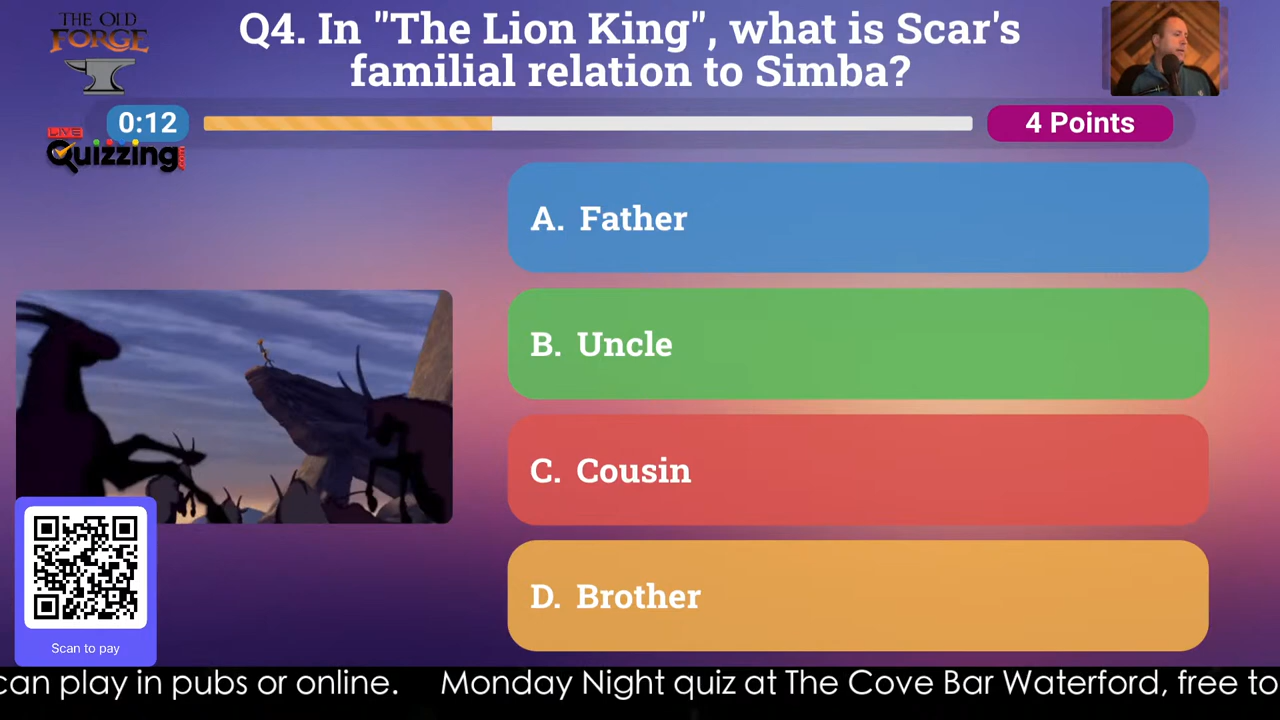 THE OLD
FORGE
Q4. In "The Lion King", what is Scar's
familial relation to Simba?
0:12
4 Points
LIVE
Quizzing
A. Father
B. Uncle
C. Cousin
D. Brother
Scan to pay
can play in pubs or online. Monday Night quiz at The Cove Bar Waterford, free to